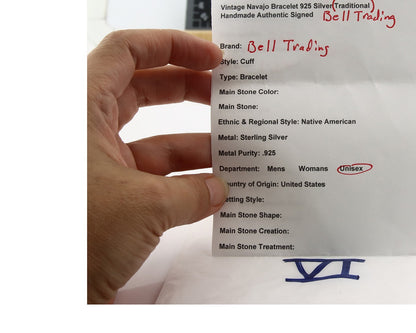 Vintage Navajo Bracelet 925 Silver (Traditional)
Handmade Authentic Signed Bell Trading
Brand: Bell Trading
Style: Cuff
Type: Bracelet
Main Stone Color:
Main Stone:
Ethnic & Regional Style: Native American
Metal: Sterling Silver
Metal Purity: .925
Department: Mens Womans Unisex
Country of Origin: United States
Setting Style:
Main Stone Shape:
Main Stone Creation:
Main Stone Treatment:
VI